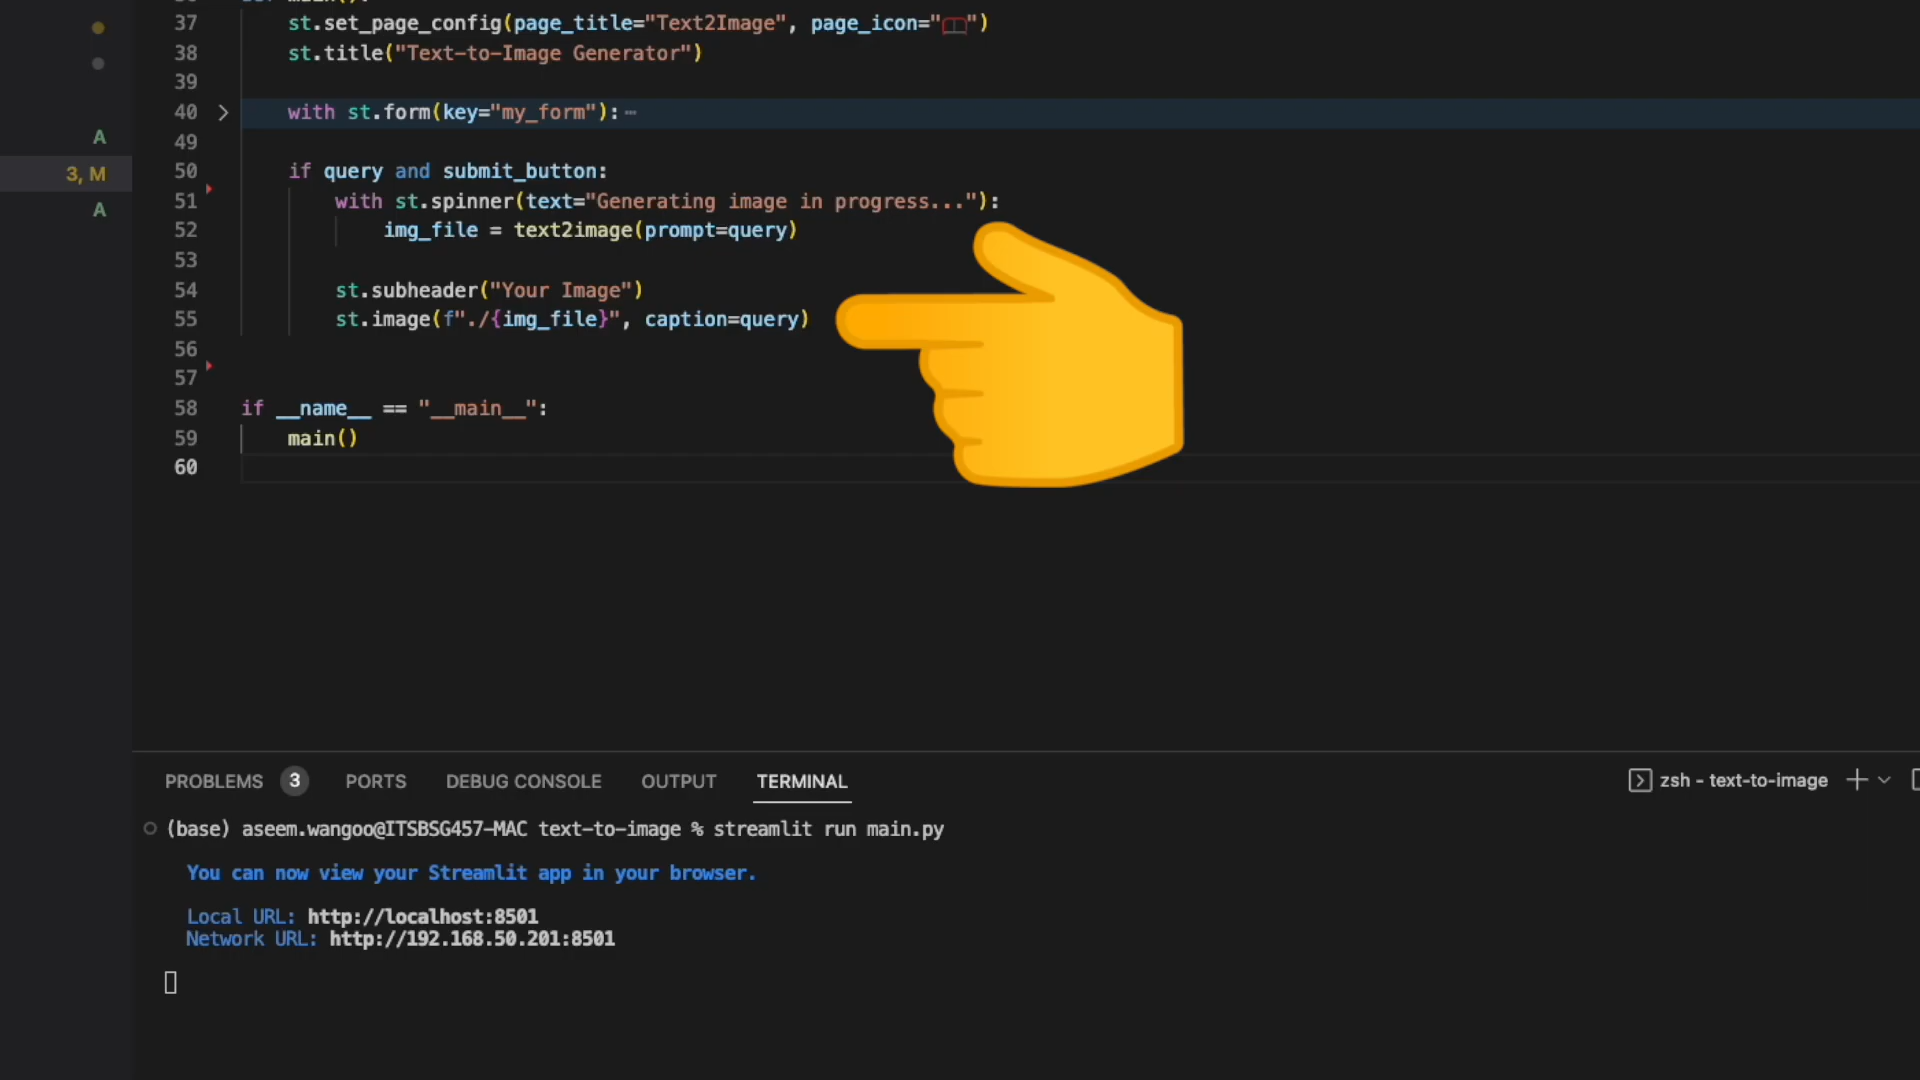 37 st.set_page_config(page_title="Text2Image", page_icon="📖")
38 st.title("Text-to-Image Generator")
39
40 with st.form(key="my_form"):
49
A
50 if query and submit_button:
3, M
51 with st.spinner(text="Generating image in progress..."):
A
52 img_file = text2image(prompt=query)
53
54 st.subheader("Your Image")
55 st.image(f"./{img_file}", caption=query)
56
57
58 if __name__ == "__main__":
59 main()
60
PROBLEMS 3 PORTS DEBUG CONSOLE OUTPUT TERMINAL zsh - text-to-image
(base) aseem.wangoo@ITSBSG457-MAC text-to-image % streamlit run main.py
You can now view your Streamlit app in your browser.
Local URL: http://localhost:8501
Network URL: http://192.168.50.201:8501